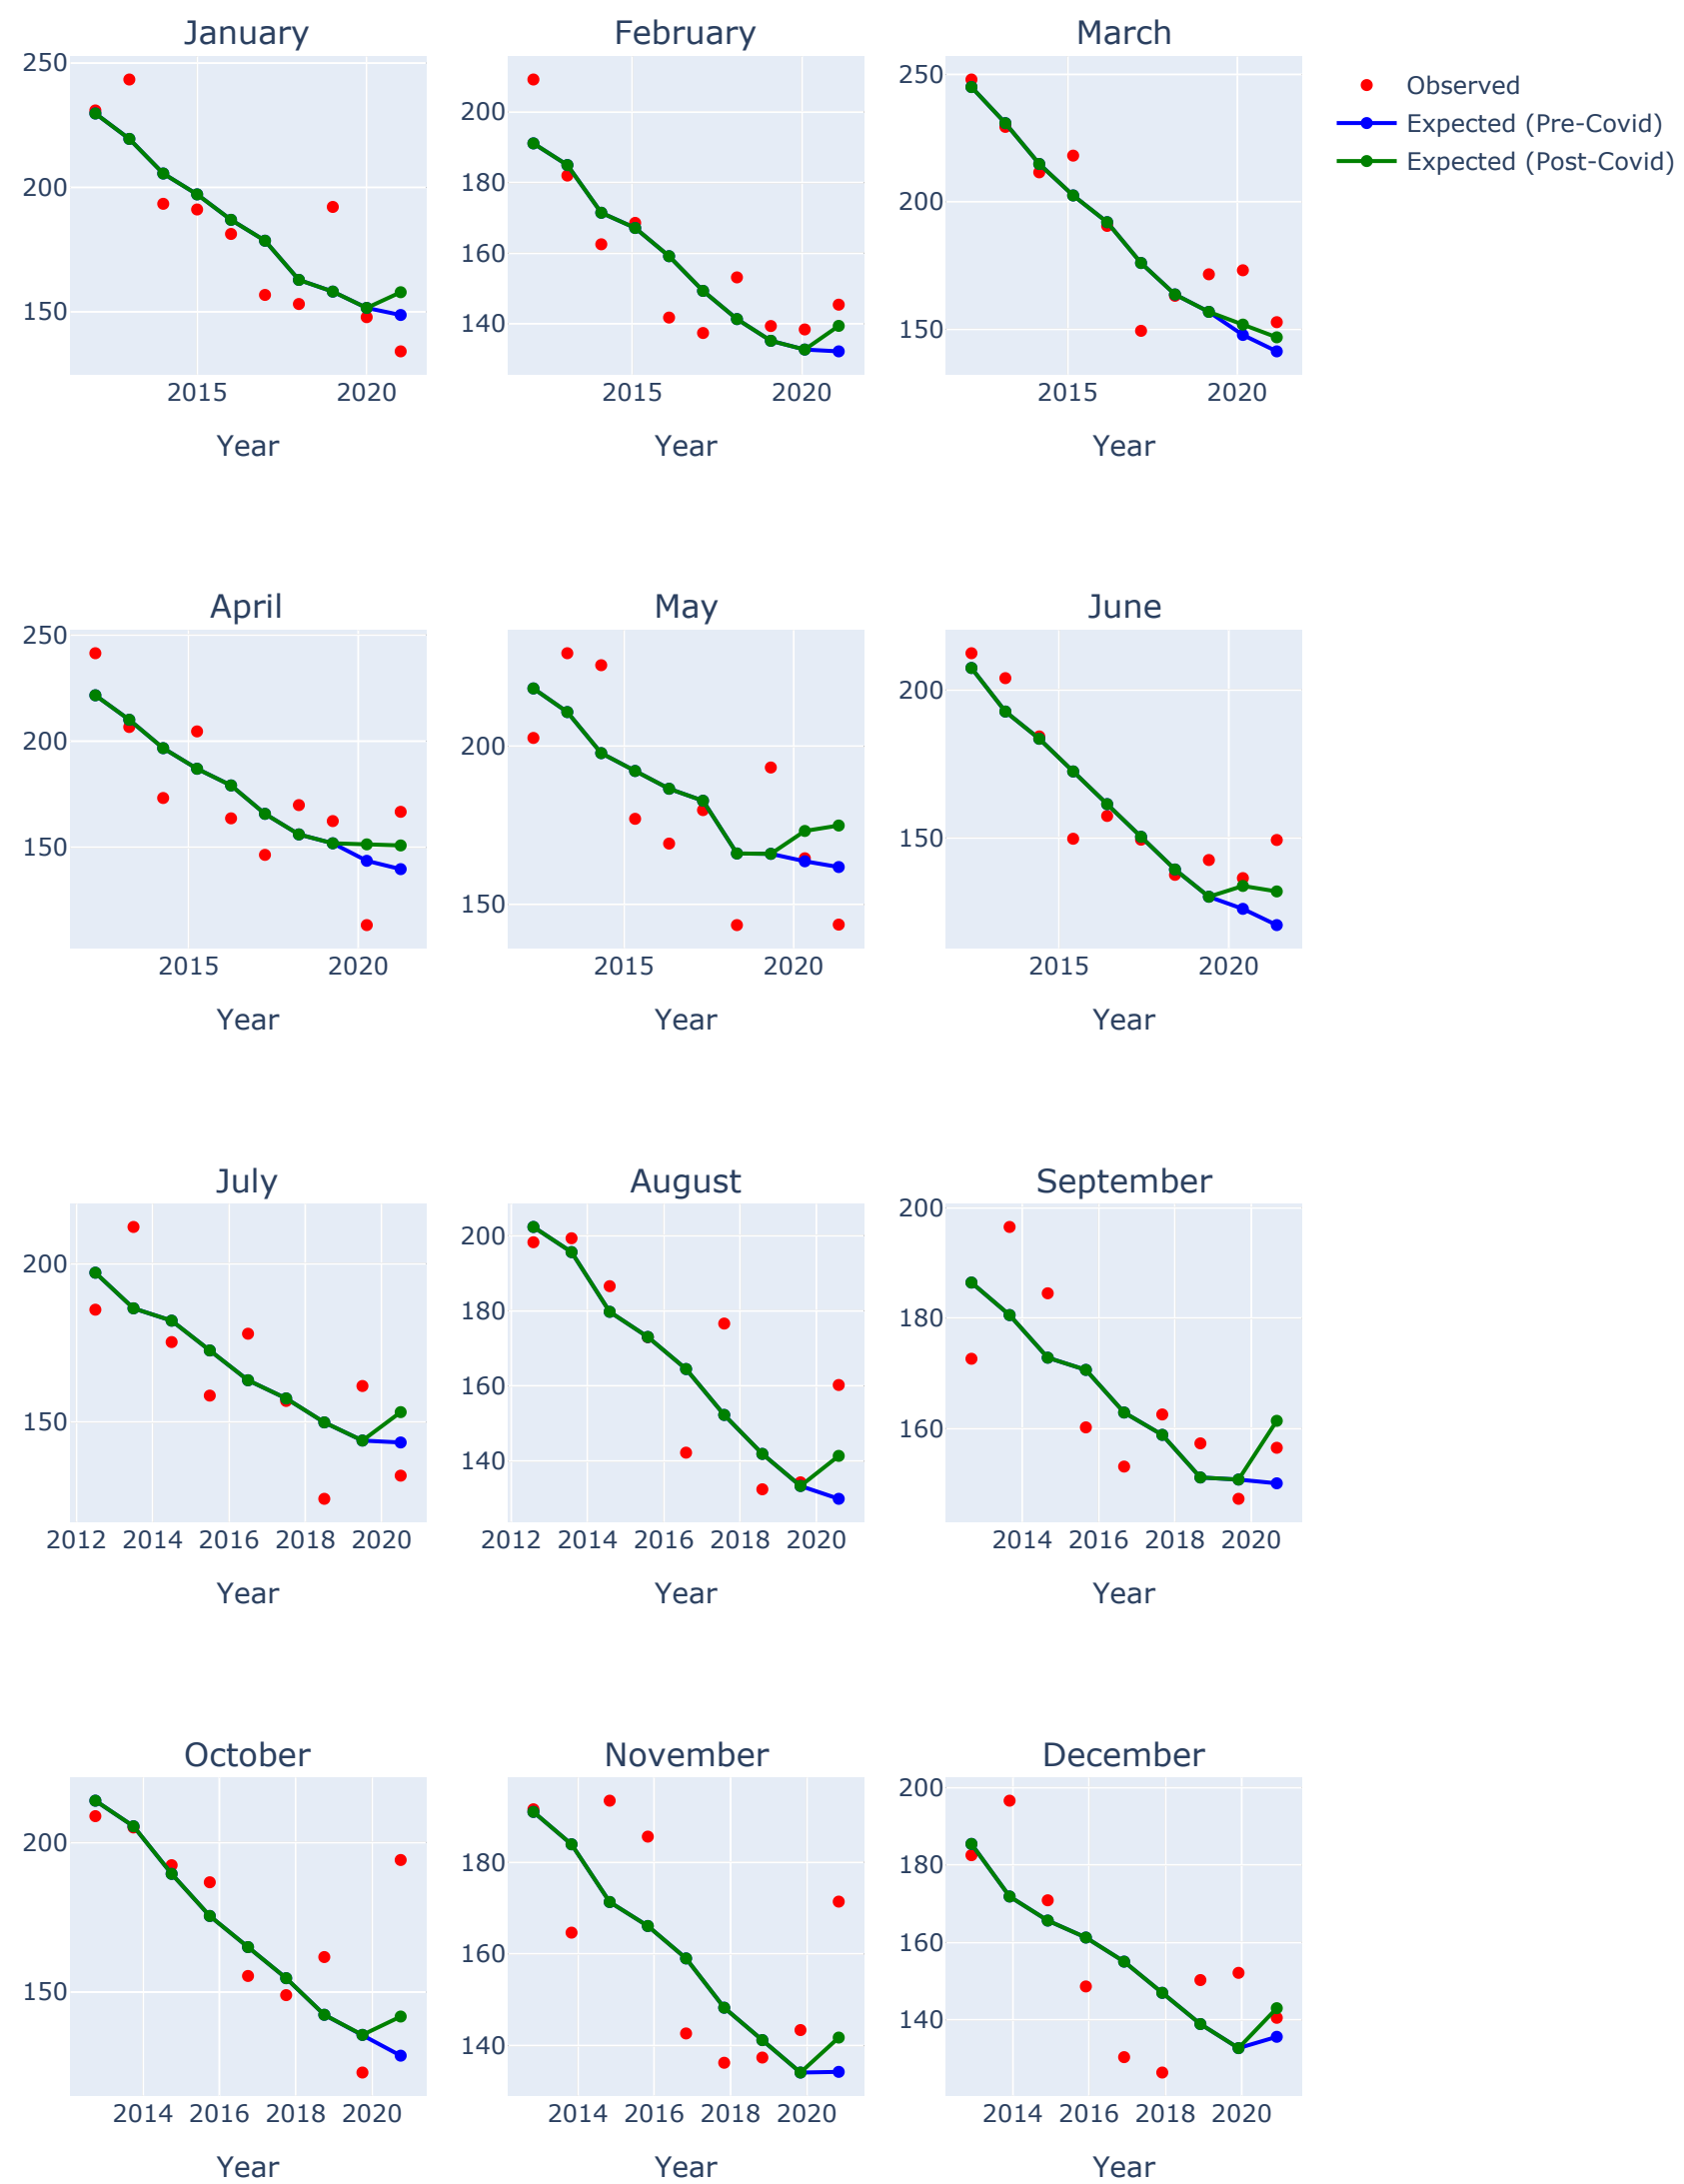 January February March
250
200
150
2015 2020
Year
200
180
160
140
2015 2020
Year
250
200
150
2015 2020
Year
Observed
Expected (Pre-Covid)
Expected (Post-Covid)
April May June
250
200
150
2015 2020
Year
200
150
2015 2020
Year
200
150
2015 2020
Year
July August September
200
150
2012 2014 2016 2018 2020
Year
200
180
160
140
2012 2014 2016 2018 2020
Year
200
180
160
2014 2016 2018 2020
Year
October November December
200
150
2014 2016 2018 2020
Year
180
160
140
2014 2016 2018 2020
Year
200
180
160
140
2014 2016 2018 2020
Year